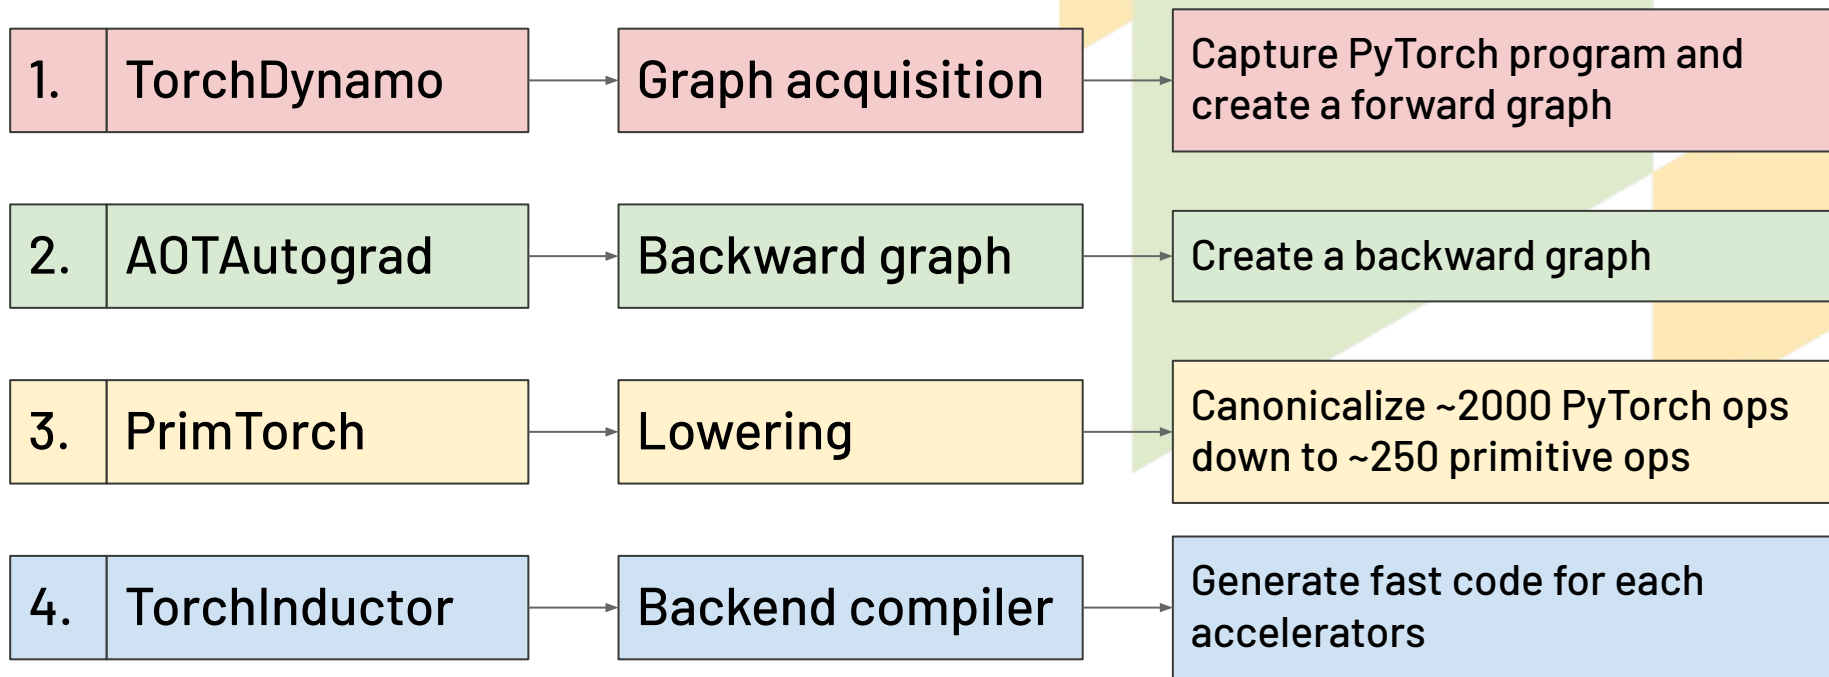 1. TorchDynamo
Graph acquisition
Capture PyTorch program and
create a forward graph
2. AOTAutograd
Backward graph
Create a backward graph
3. PrimTorch
Lowering
Canonicalize ~2000 PyTorch ops
down to ~250 primitive ops
4. TorchInductor
Backend compiler
Generate fast code for each
accelerators